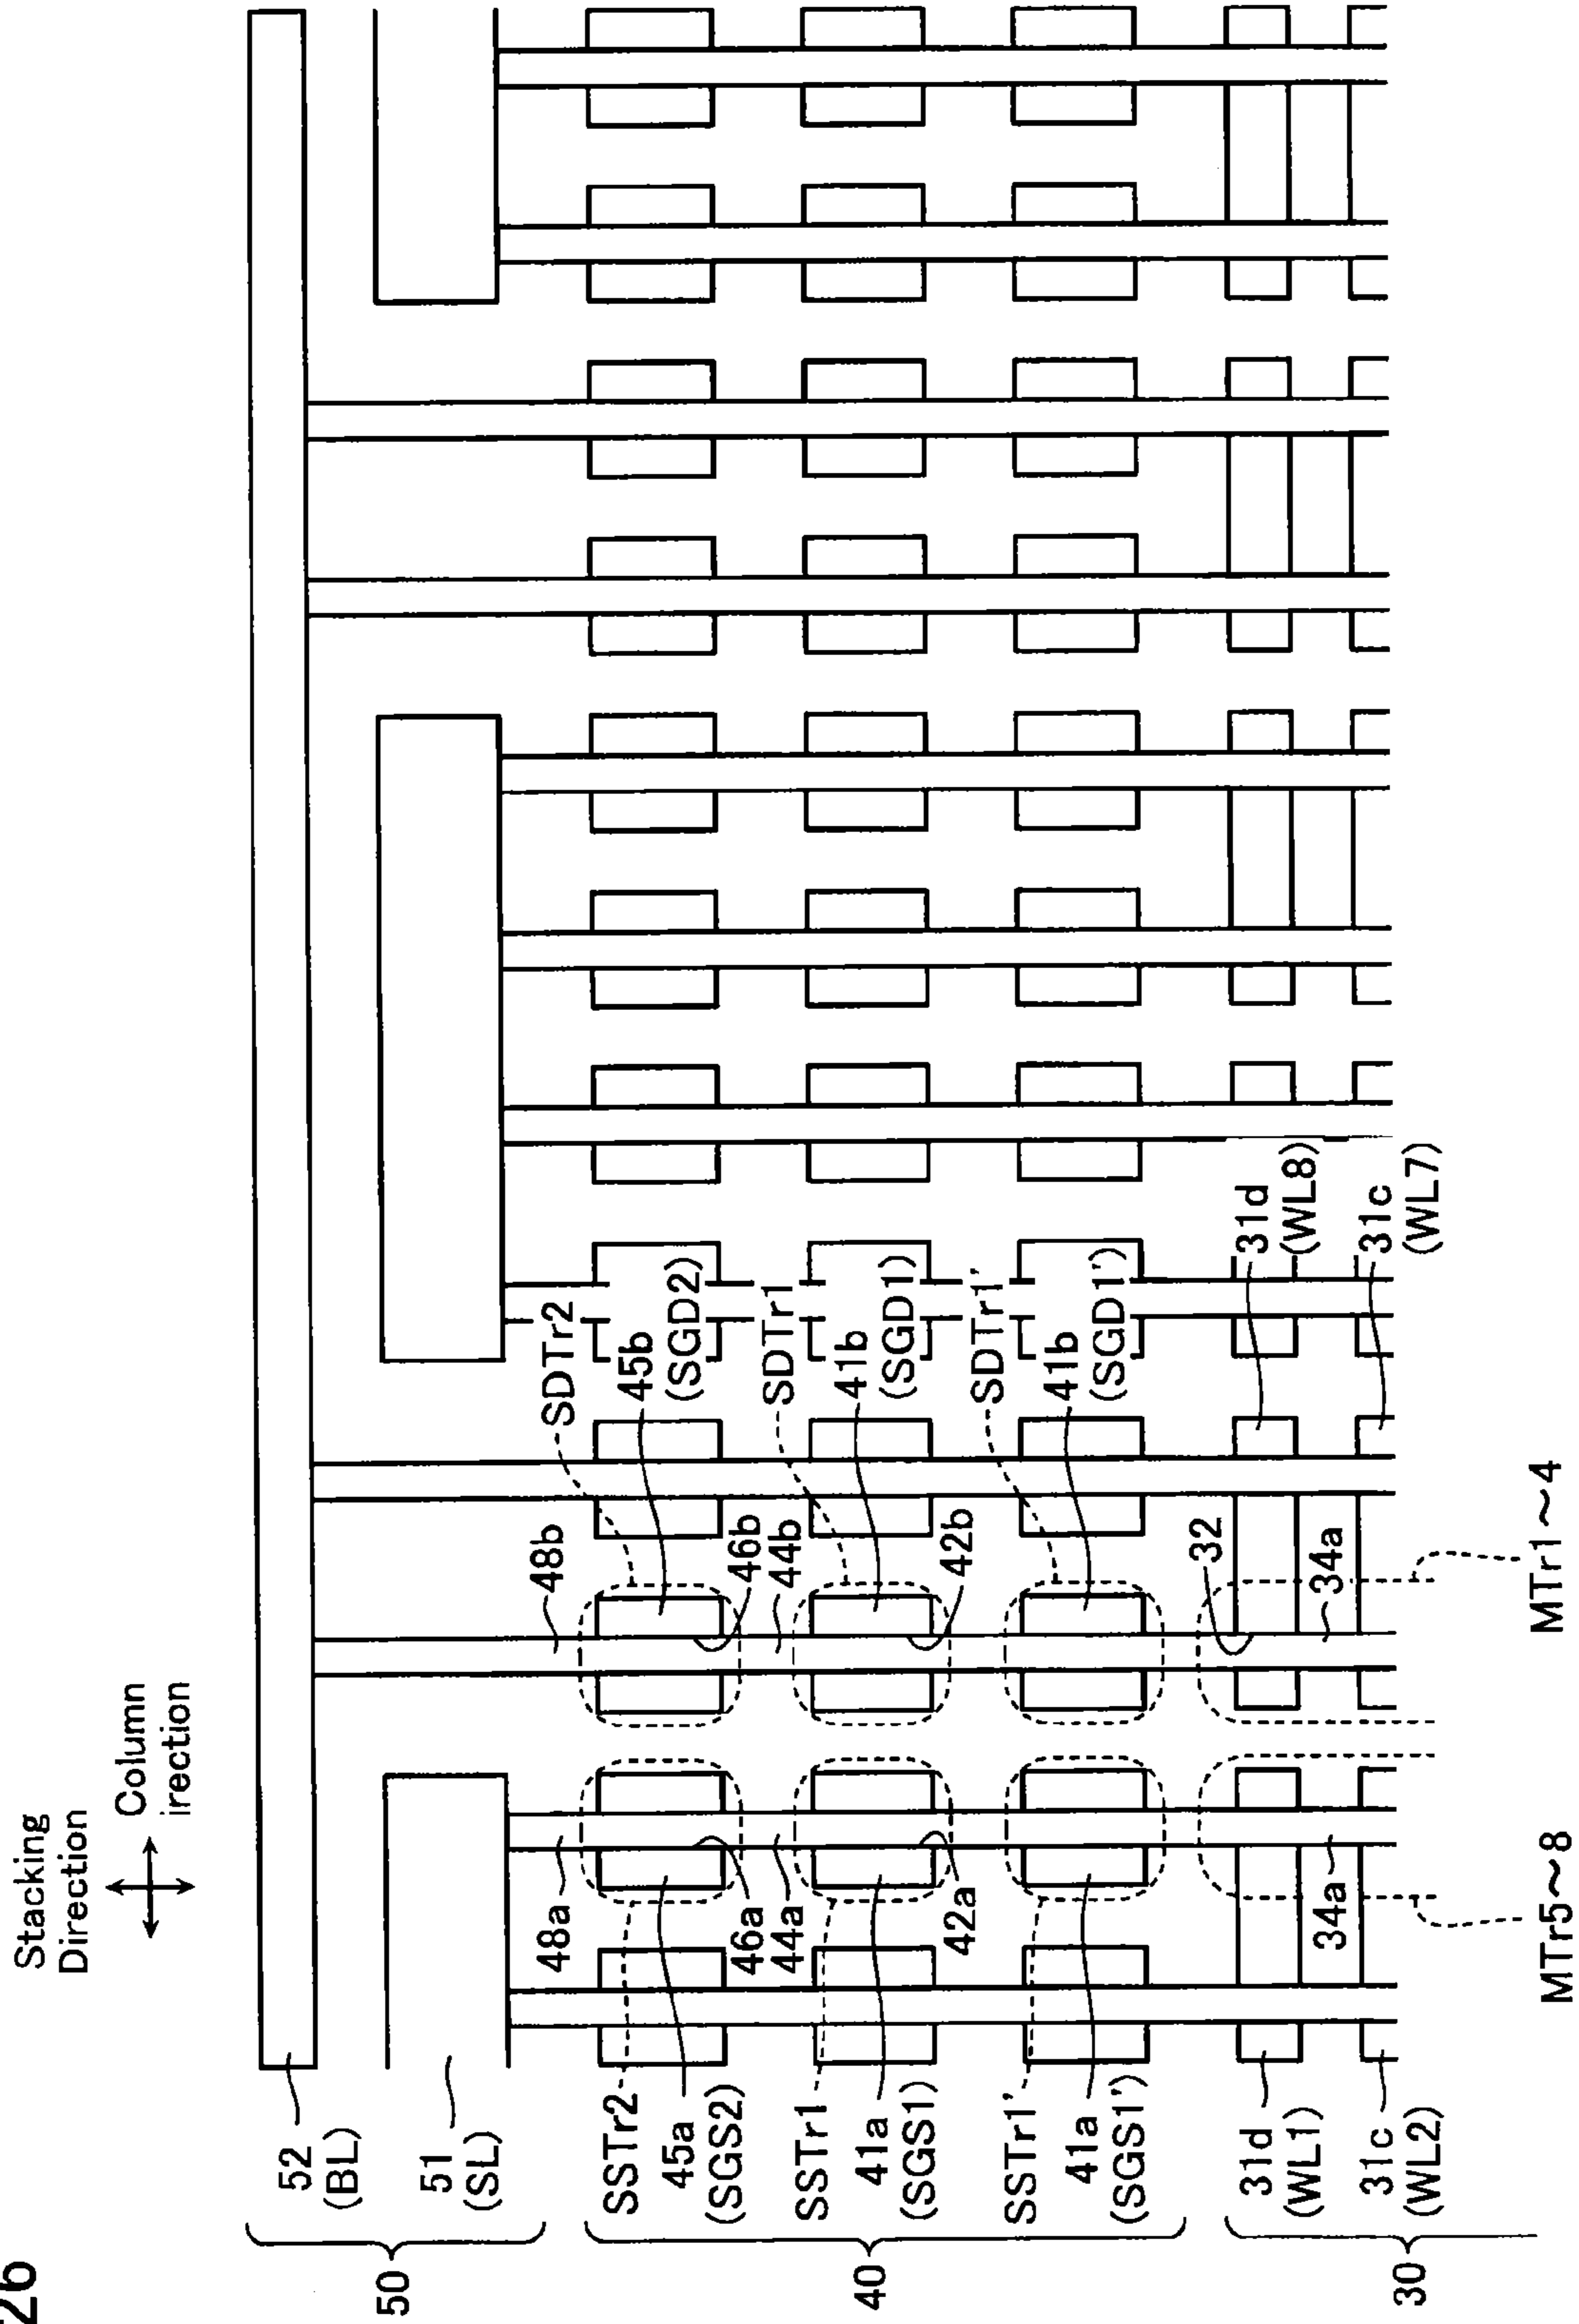 26
Stacking
Direction
Column
irection
50
52
(BL)
51
(SL)
40
SSTr2
45a
(SGS2)
SSTr1
41a
(SGS1)
SSTr1'
41a
(SGS1')
30
31d
(WL1)
31c
(WL2)
48a
46a
44a
42a
34a
MTr5~8
48b
46b
44b
42b
32
34a
MTr1~4
SDTr2
45b
(SGD2)
SDTr1
41b
(SGD1)
SDTr1'
41b
(SGD1')
31d
(WL8)
31c
(WL7)